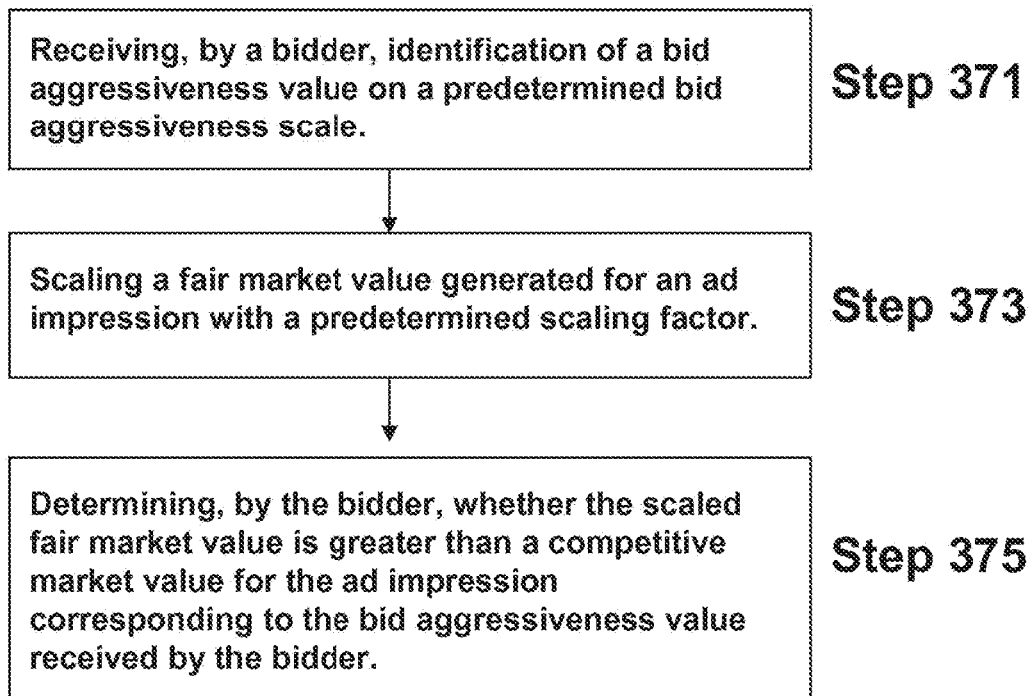 Receiving, by a bidder, identification of a bid
aggressiveness value on a predetermined bid
aggressiveness scale.
Step 371
Scaling a fair market value generated for an ad
impression with a predetermined scaling factor.
Step 373
Determining, by the bidder, whether the scaled
fair market value is greater than a competitive
market value for the ad impression
corresponding to the bid aggressiveness value
received by the bidder.
Step 375